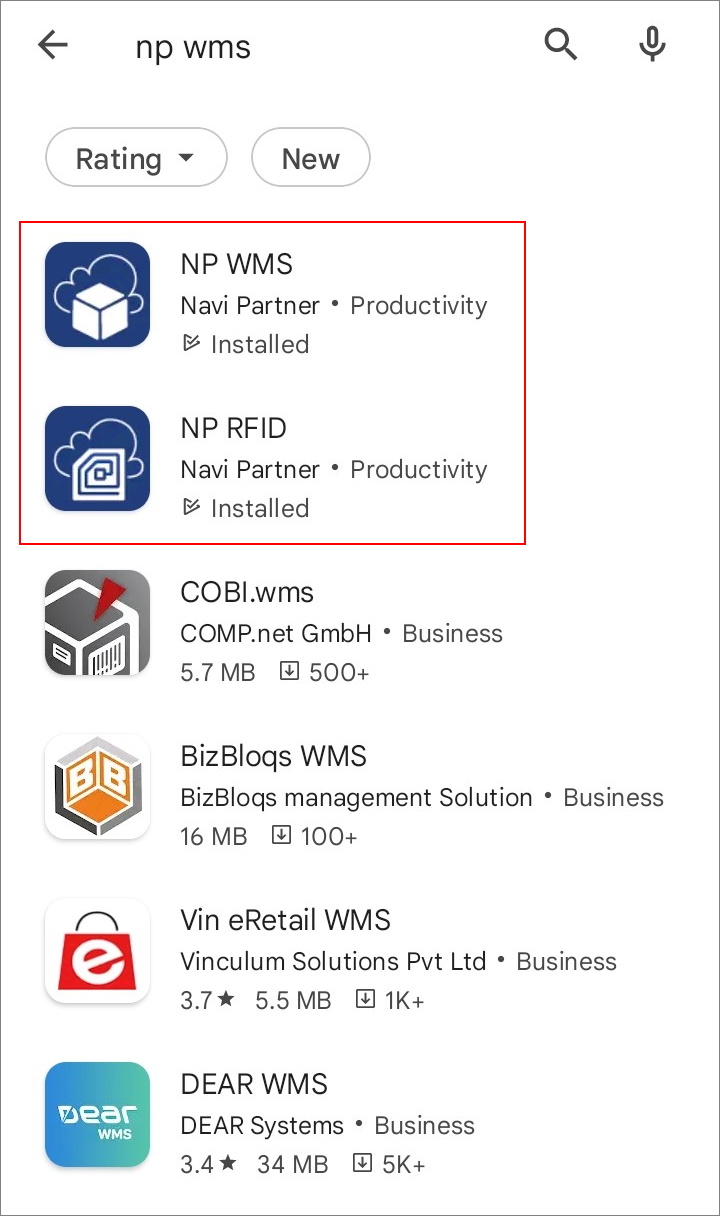 np wms
Rating New
NP WMS
Navi Partner • Productivity
Installed
NP RFID
Navi Partner • Productivity
Installed
COBI.wms
COMP.net GmbH • Business
5.7 MB 500+
BB
BizBloqs WMS
BizBloqs management Solution • Business
16 MB 100+
e
Vin eRetail WMS
Vinculum Solutions Pvt Ltd • Business
3.7★ 5.5 MB 1K+
Dear
WMS
DEAR WMS
DEAR Systems • Business
3.4★ 34 MB 5K+